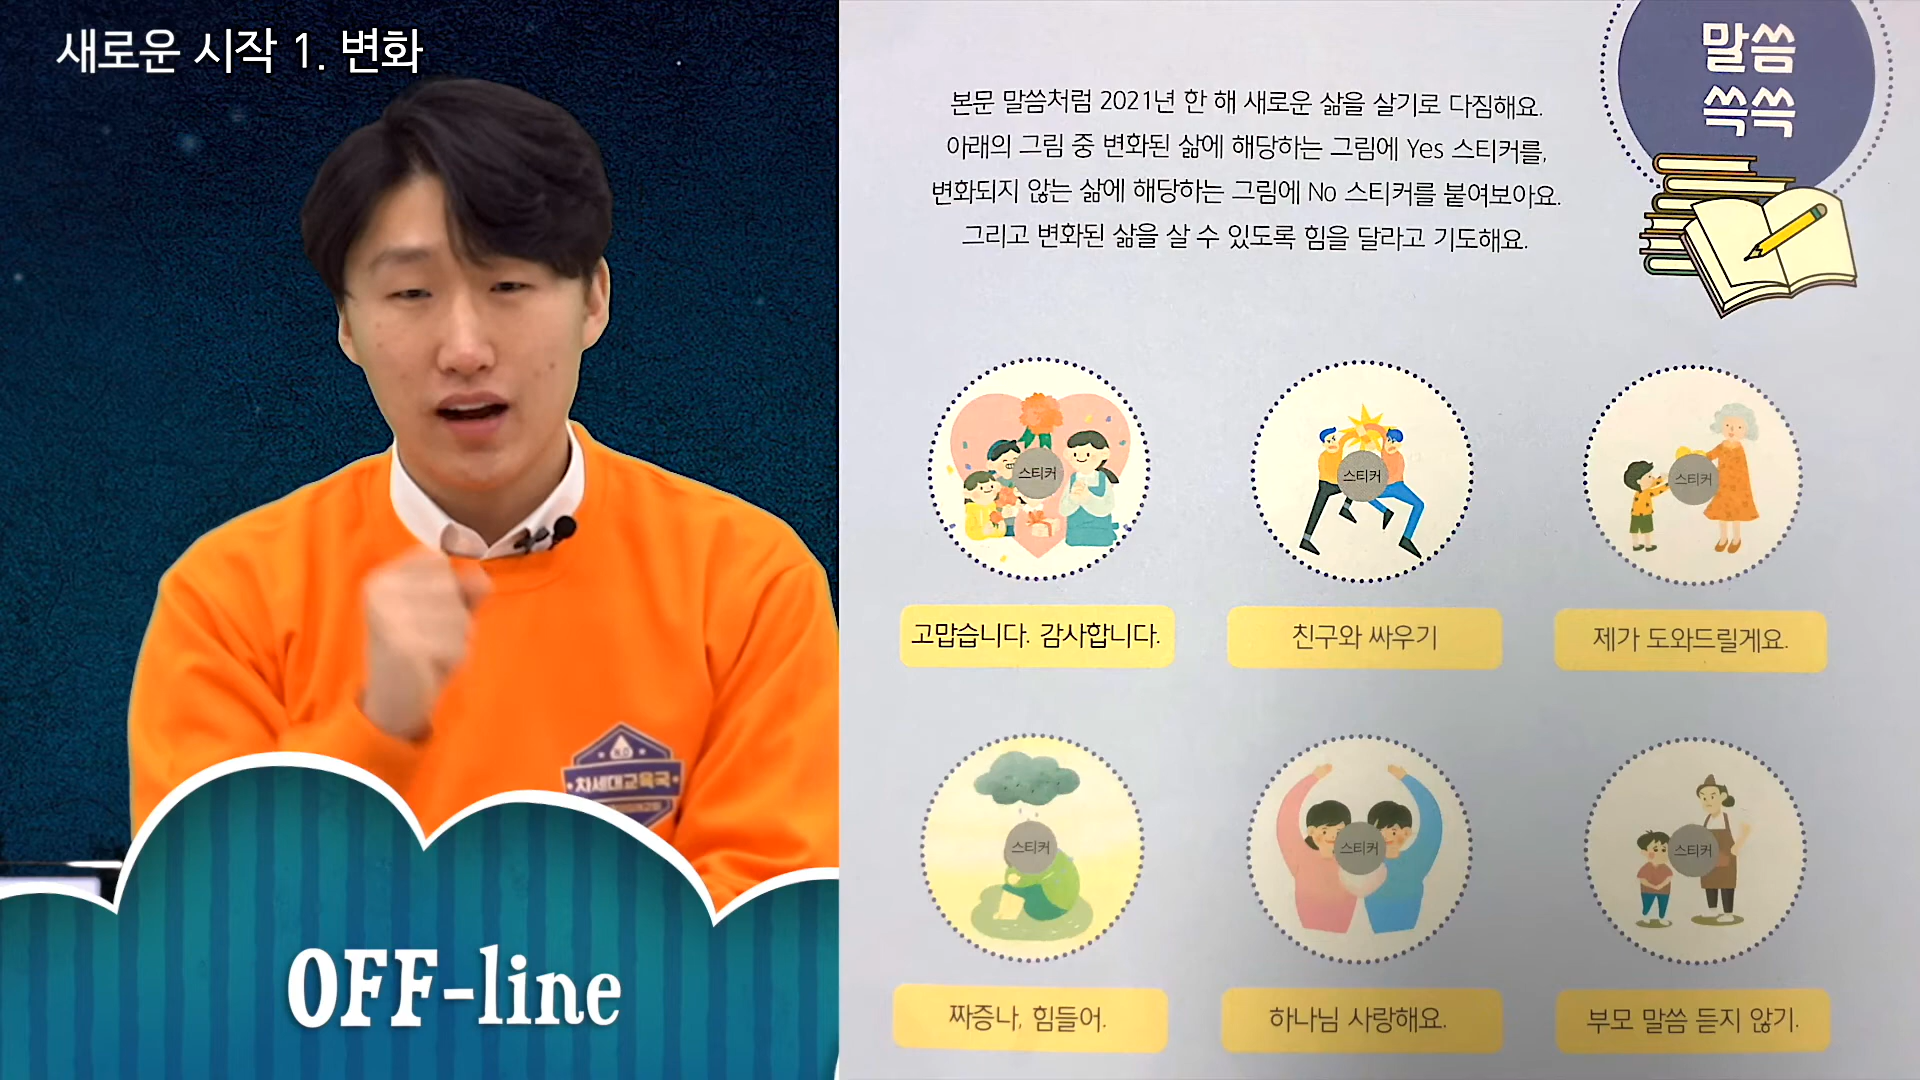 새로운 시작 1. 변화
차세대교육국
OFF-line
말씀
쏙쏙
본문 말씀처럼 2021년 한 해 새로운 삶을 살기로 다짐해요.
아래의 그림 중 변화된 삶에 해당하는 그림에 Yes 스티커를,
변화되지 않는 삶에 해당하는 그림에 No 스티커를 붙여보아요.
그리고 변화된 삶을 살 수 있도록 힘을 달라고 기도해요.
스티커
스티커
스티커
고맙습니다. 감사합니다.
친구와 싸우기
제가 도와드릴게요.
스티커
스티커
스티커
짜증나, 힘들어.
하나님 사랑해요.
부모 말씀 듣지 않기.